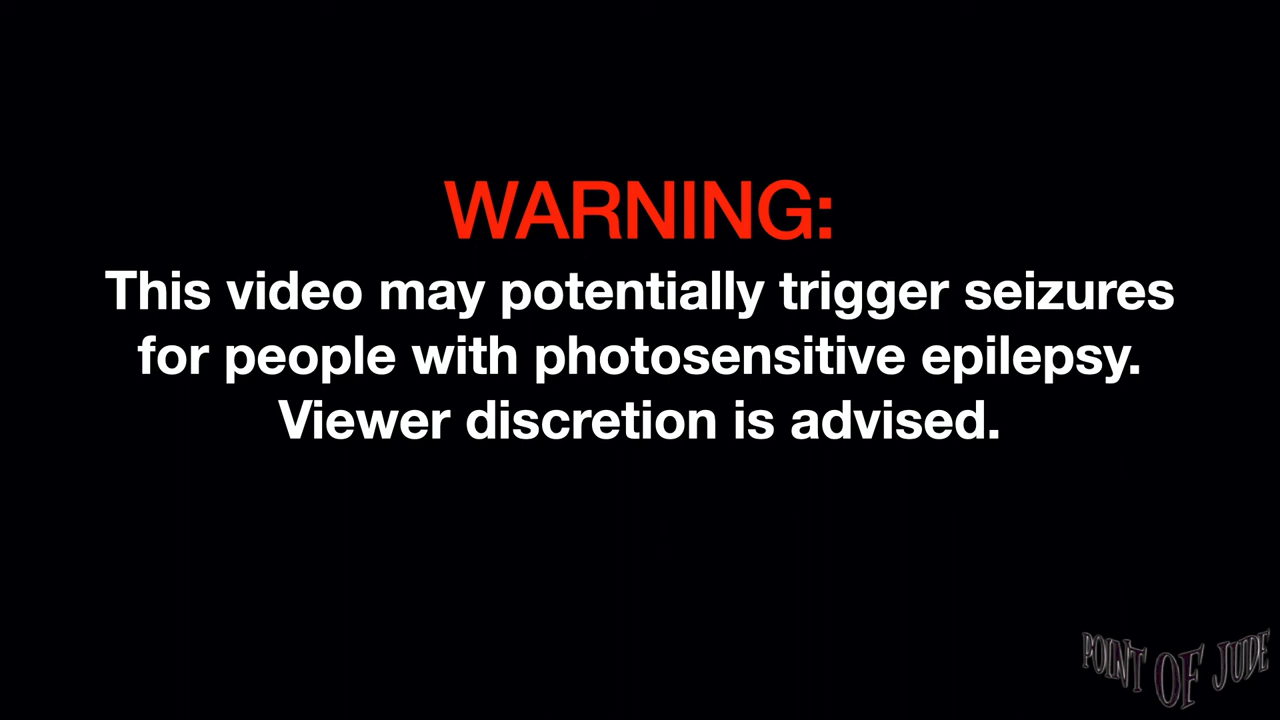 WARNING:
This video may potentially trigger seizures
for people with photosensitive epilepsy.
Viewer discretion is advised.
POINT OF JUDE